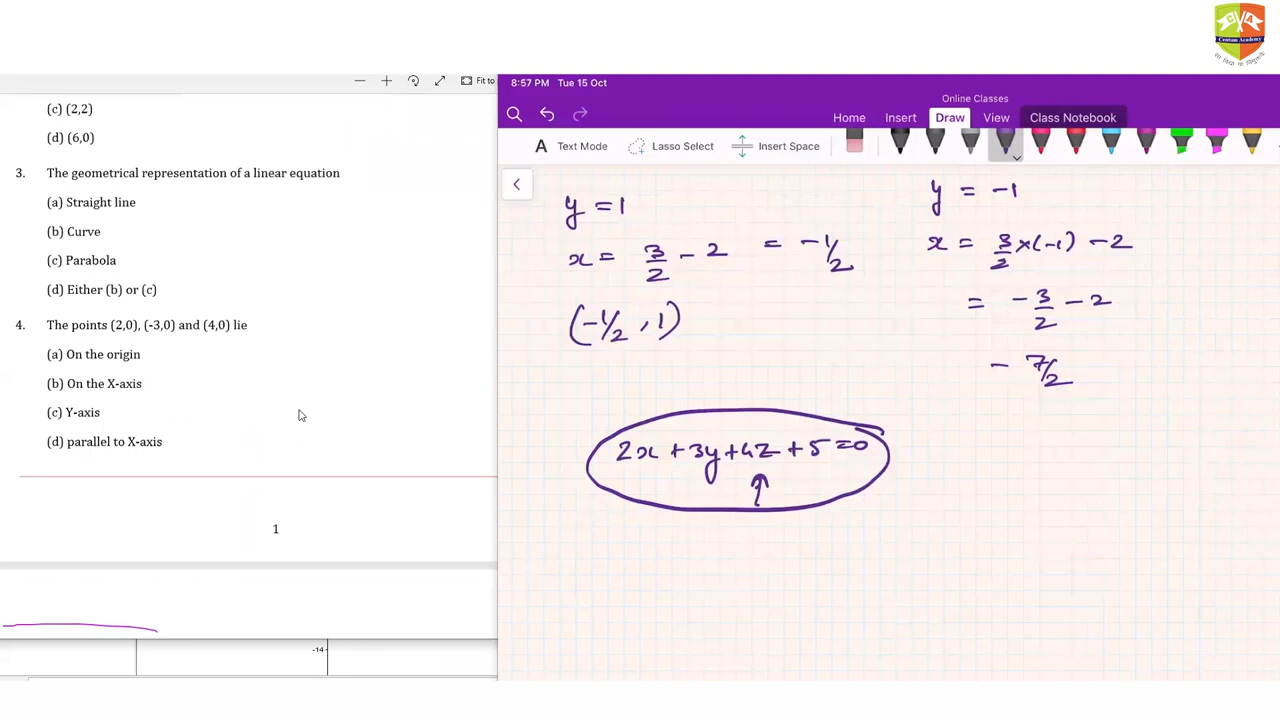 Centum Academy
Fit to
(c) (2,2)
(d) (6,0)
3. The geometrical representation of a linear equation
(a) Straight line
(b) Curve
(c) Parabola
(d) Either (b) or (c)
4. The points (2,0), (-3,0) and (4,0) lie
(a) On the origin
(b) On the X-axis
(c) Y-axis
(d) parallel to X-axis
1
-14
8:57 PM Tue 15 Oct
Online Classes
Home Insert Draw View Class Notebook
A Text Mode Lasso Select Insert Space
y = 1
x = 3/2 - 2 = -1/2
(-1/2, 1)
y = -1
x = 3/2 × (-1) - 2
= -3/2 - 2
- 7/2
2x + 3y + 4z + 5 = 0